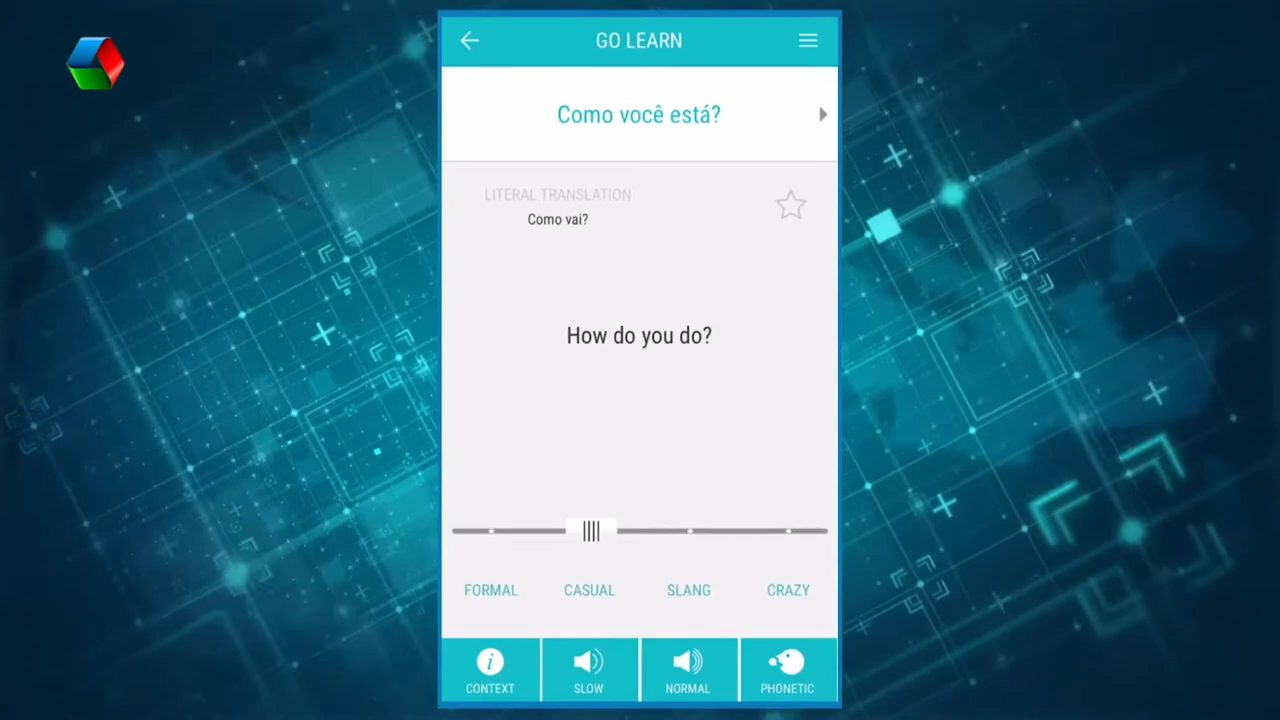 GO LEARN
Como você está?
LITERAL TRANSLATION
Como vai?
How do you do?
FORMAL CASUAL SLANG CRAZY
CONTEXT SLOW NORMAL PHONETIC